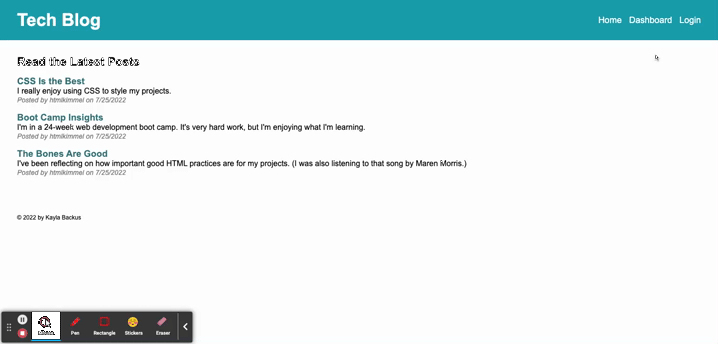 Tech Blog
Home Dashboard Login
Read the Latest Posts
CSS Is the Best
I really enjoy using CSS to style my projects.
Posted by htmlkimmel on 7/25/2022
Boot Camp Insights
I'm in a 24-week web development boot camp. It's very hard work, but I'm enjoying what I'm learning.
Posted by htmlkimmel on 7/25/2022
The Bones Are Good
I've been reflecting on how important good HTML practices are for my projects. (I was also listening to that song by Maren Morris.)
Posted by htmlkimmel on 7/25/2022
© 2022 by Kayla Backus
Pen Rectangle Stickers Eraser